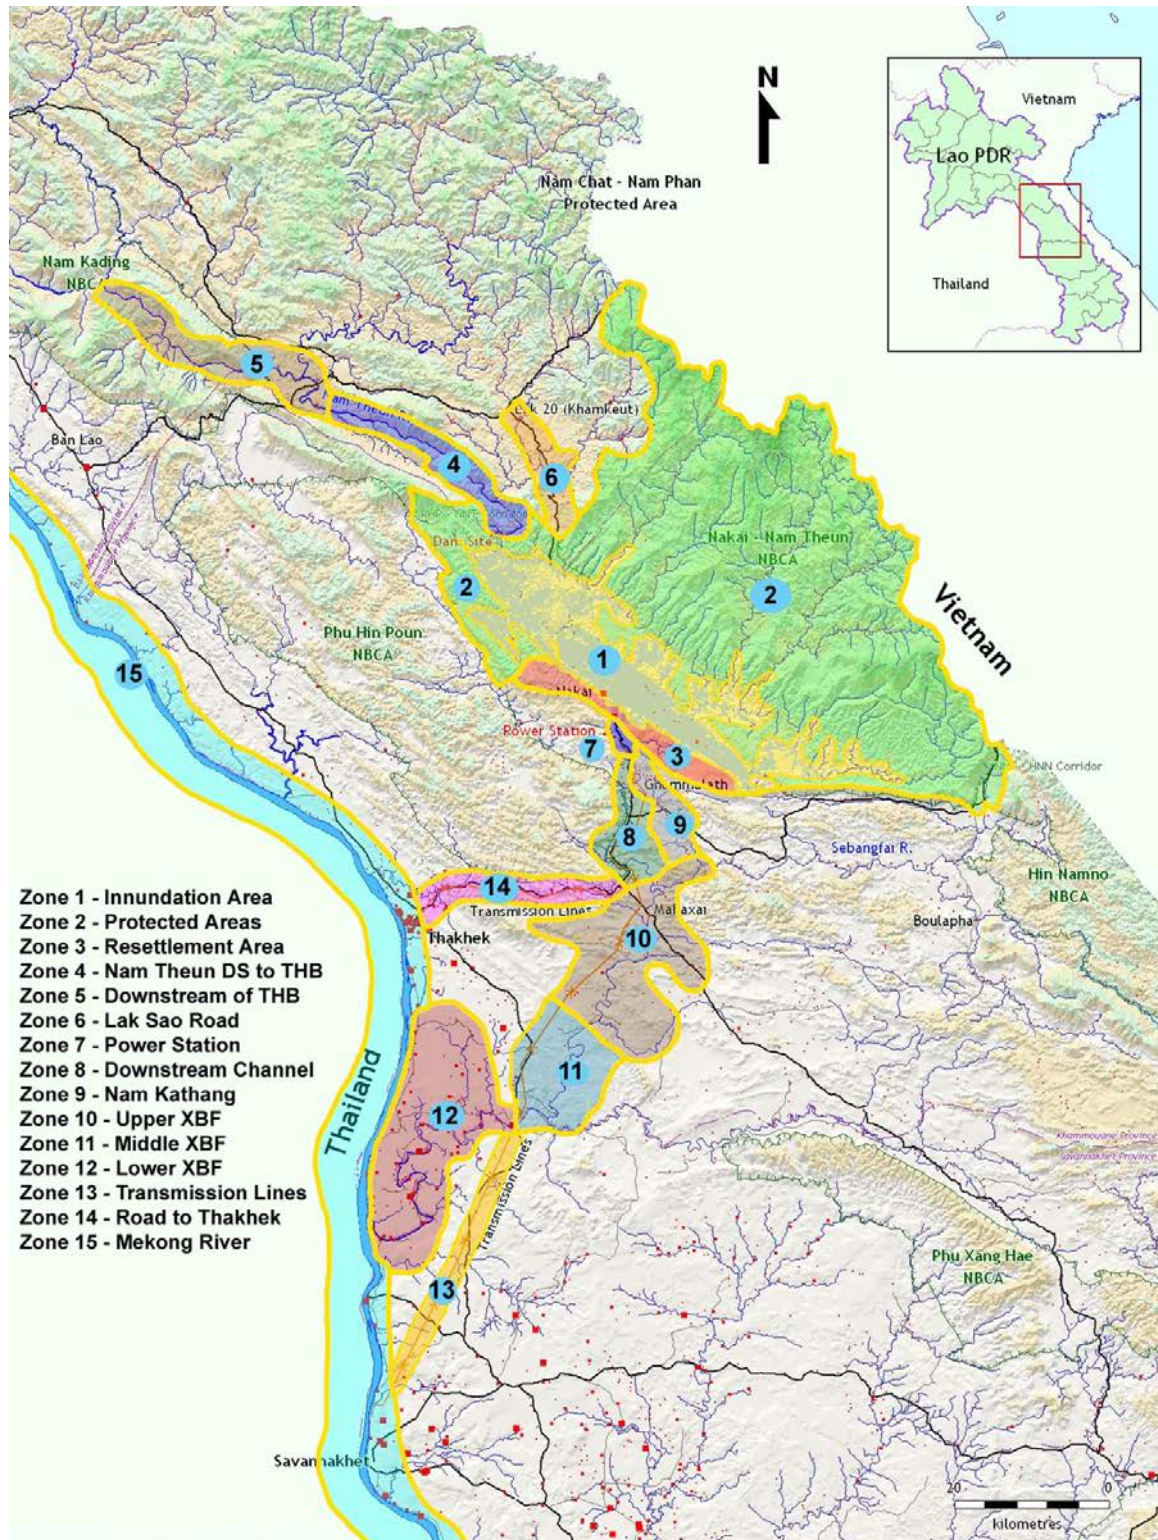 N
Vietnam
Lao PDR
Thailand
Nam Chat - Nam Phan
Protected Area
Nam Kading
NBC
5
20 (Khamkeut)
Ban Lao
4
6
Dam Site
Nakai - Nam Theun
NBCA
2
2
Vietnam
Phu Hin Poun
NBCA
1
15
Nakai
Power Station
7
3
HNN Corridor
Ghommalath
8
9
Sebangfai R.
Hin Namno
NBCA
14
Transmission Lines
Mahaxai
Boulapha
Thakhek
10
Zone 1 - Innundation Area
Zone 2 - Protected Areas
Zone 3 - Resettlement Area
Zone 4 - Nam Theun DS to THB
Zone 5 - Downstream of THB
Zone 6 - Lak Sao Road
Zone 7 - Power Station
Zone 8 - Downstream Channel
Zone 9 - Nam Kathang
Zone 10 - Upper XBF
Zone 11 - Middle XBF
Zone 12 - Lower XBF
Zone 13 - Transmission Lines
Zone 14 - Road to Thakhek
Zone 15 - Mekong River
Thailand
11
12
Khammouane Province
Savannakhet Province
Transmission Lines
Phu Xang Hae
NBCA
13
Savannakhet
20 0
kilometres